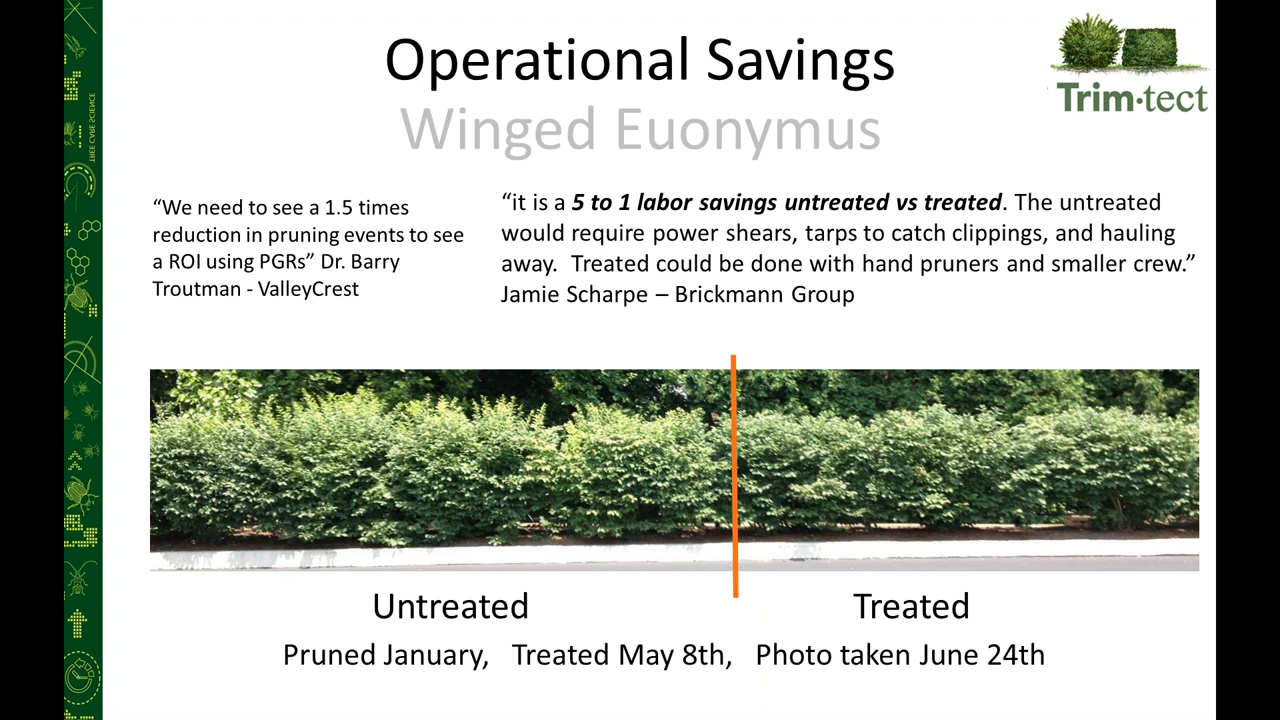 Operational Savings
Winged Euonymus
Trim·tect
TREE CARE SCIENCE
“We need to see a 1.5 times
reduction in pruning events to see
a ROI using PGRs” Dr. Barry
Troutman - ValleyCrest
“it is a 5 to 1 labor savings untreated vs treated. The untreated
would require power shears, tarps to catch clippings, and hauling
away.  Treated could be done with hand pruners and smaller crew.”
Jamie Scharpe – Brickmann Group
Untreated
Treated
Pruned January,   Treated May 8th,   Photo taken June 24th